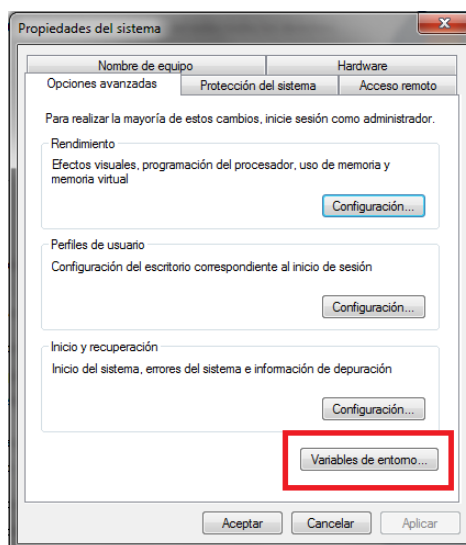 Propiedades del sistema
Nombre de equipo
Hardware
Opciones avanzadas
Protección del sistema
Acceso remoto
Para realizar la mayoría de estos cambios, inicie sesión como administrador.
Rendimiento
Efectos visuales, programación del procesador, uso de memoria y
memoria virtual
Configuración...
Perfiles de usuario
Configuración del escritorio correspondiente al inicio de sesión
Configuración...
Inicio y recuperación
Inicio del sistema, errores del sistema e información de depuración
Configuración...
Variables de entorno...
Aceptar
Cancelar
Aplicar